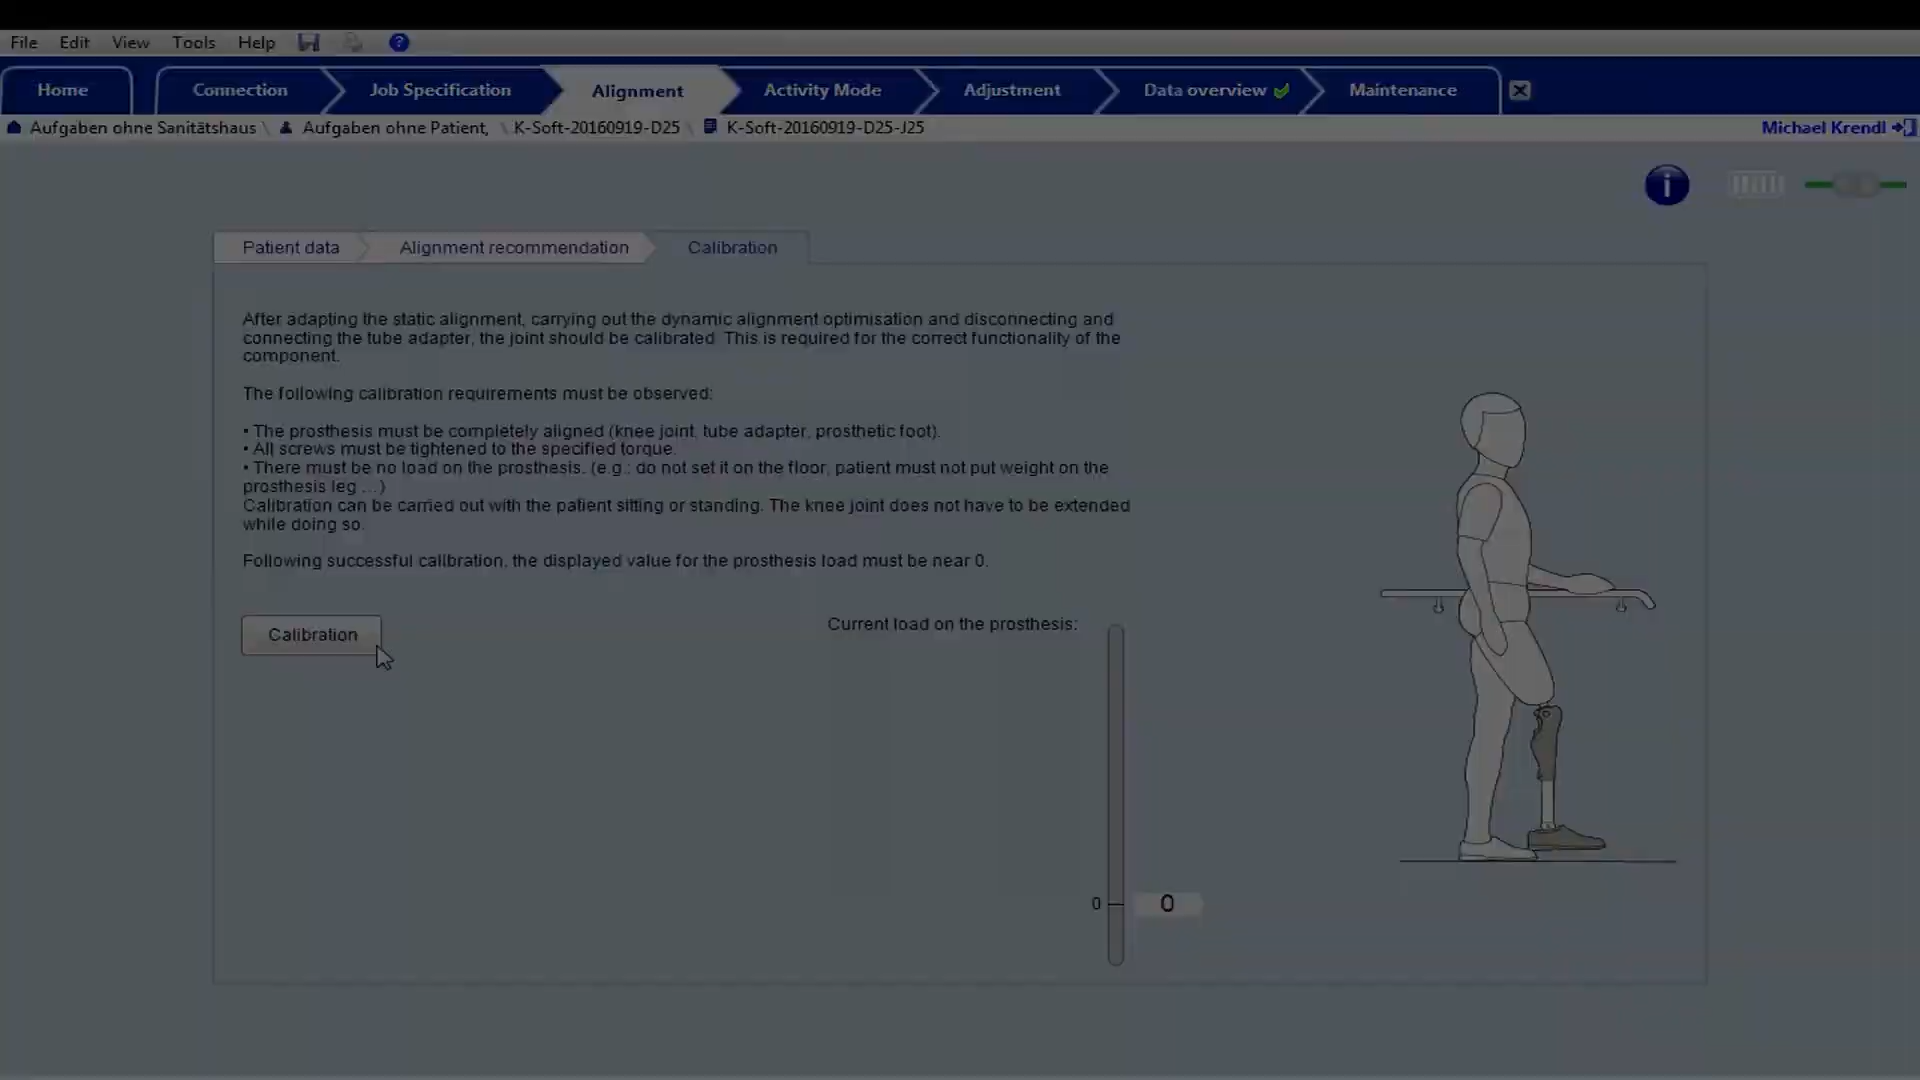 File Edit View Tools Help
Home Connection Job Specification Alignment Activity Mode Adjustment Data overview Maintenance
Aufgaben ohne Sanitätshaus \ Aufgaben ohne Patient, \ K-Soft-20160919-D25 \ K-Soft-20160919-D25-J25 Michael Krendl
Patient data Alignment recommendation Calibration
After adapting the static alignment, carrying out the dynamic alignment optimisation and disconnecting and
connecting the tube adapter, the joint should be calibrated. This is required for the correct functionality of the
component.
The following calibration requirements must be observed:
• The prosthesis must be completely aligned (knee joint, tube adapter, prosthetic foot).
• All screws must be tightened to the specified torque.
• There must be no load on the prosthesis. (e.g.: do not set it on the floor, patient must not put weight on the
prosthesis leg ...)
Calibration can be carried out with the patient sitting or standing. The knee joint does not have to be extended
while doing so.
Following successful calibration, the displayed value for the prosthesis load must be near 0.
Calibration
Current load on the prosthesis:
0 0